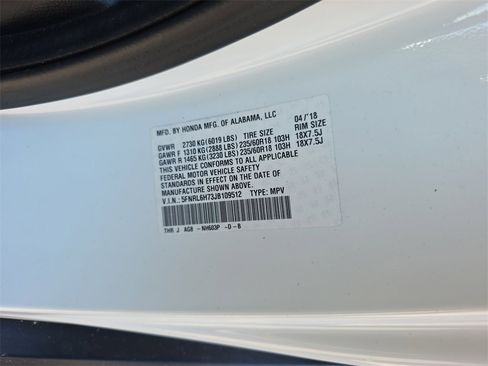 MFD. BY HONDA MFG. OF ALABAMA, LLC 04/'18
GVWR 2730 KG(6019 LBS) TIRE SIZE RIM SIZE
GAWR F 1310 KG(2888 LBS) 235/60R18 103H 18X7.5J
GAWR R 1465 KG(3230 LBS) 235/60R18 103H 18X7.5J
THIS VEHICLE CONFORMS TO ALL APPLICABLE
FEDERAL MOTOR VEHICLE SAFETY
STANDARDS IN EFFECT ON THE DATE OF
MANUFACTURE SHOWN ABOVE.
V.I.N.: 5FNRL6H73JB109512 TYPE: MPV
THR J AG8 -NH603P -D-B